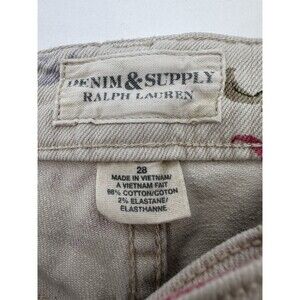 DENIM & SUPPLY
RALPH LAUREN
28
MADE IN VIETNAM/
A VIETNAM FAIT
98% COTTON/COTON
2% ELASTANE/
ELASTHANNE